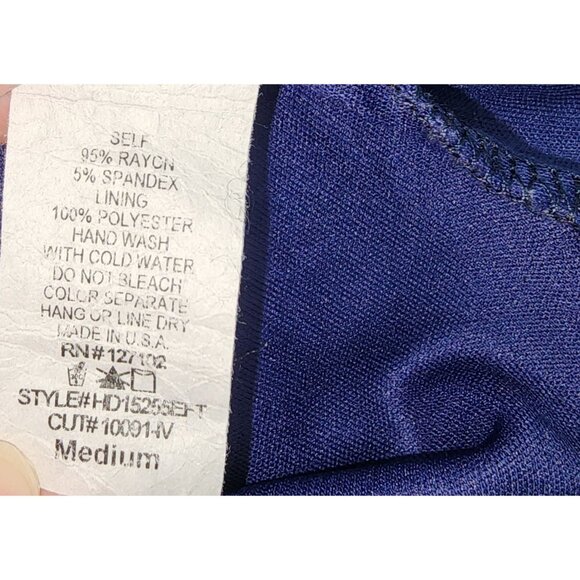 SELF
95% RAYON
5% SPANDEX
LINING
100% POLYESTER
HAND WASH
WITH COLD WATER
DO NOT BLEACH
COLOR SEPARATE
HANG OR LINE DRY
MADE IN U.S.A.
RN# 127102
STYLE# HD15255EFT
CUT# 10091-IV
Medium